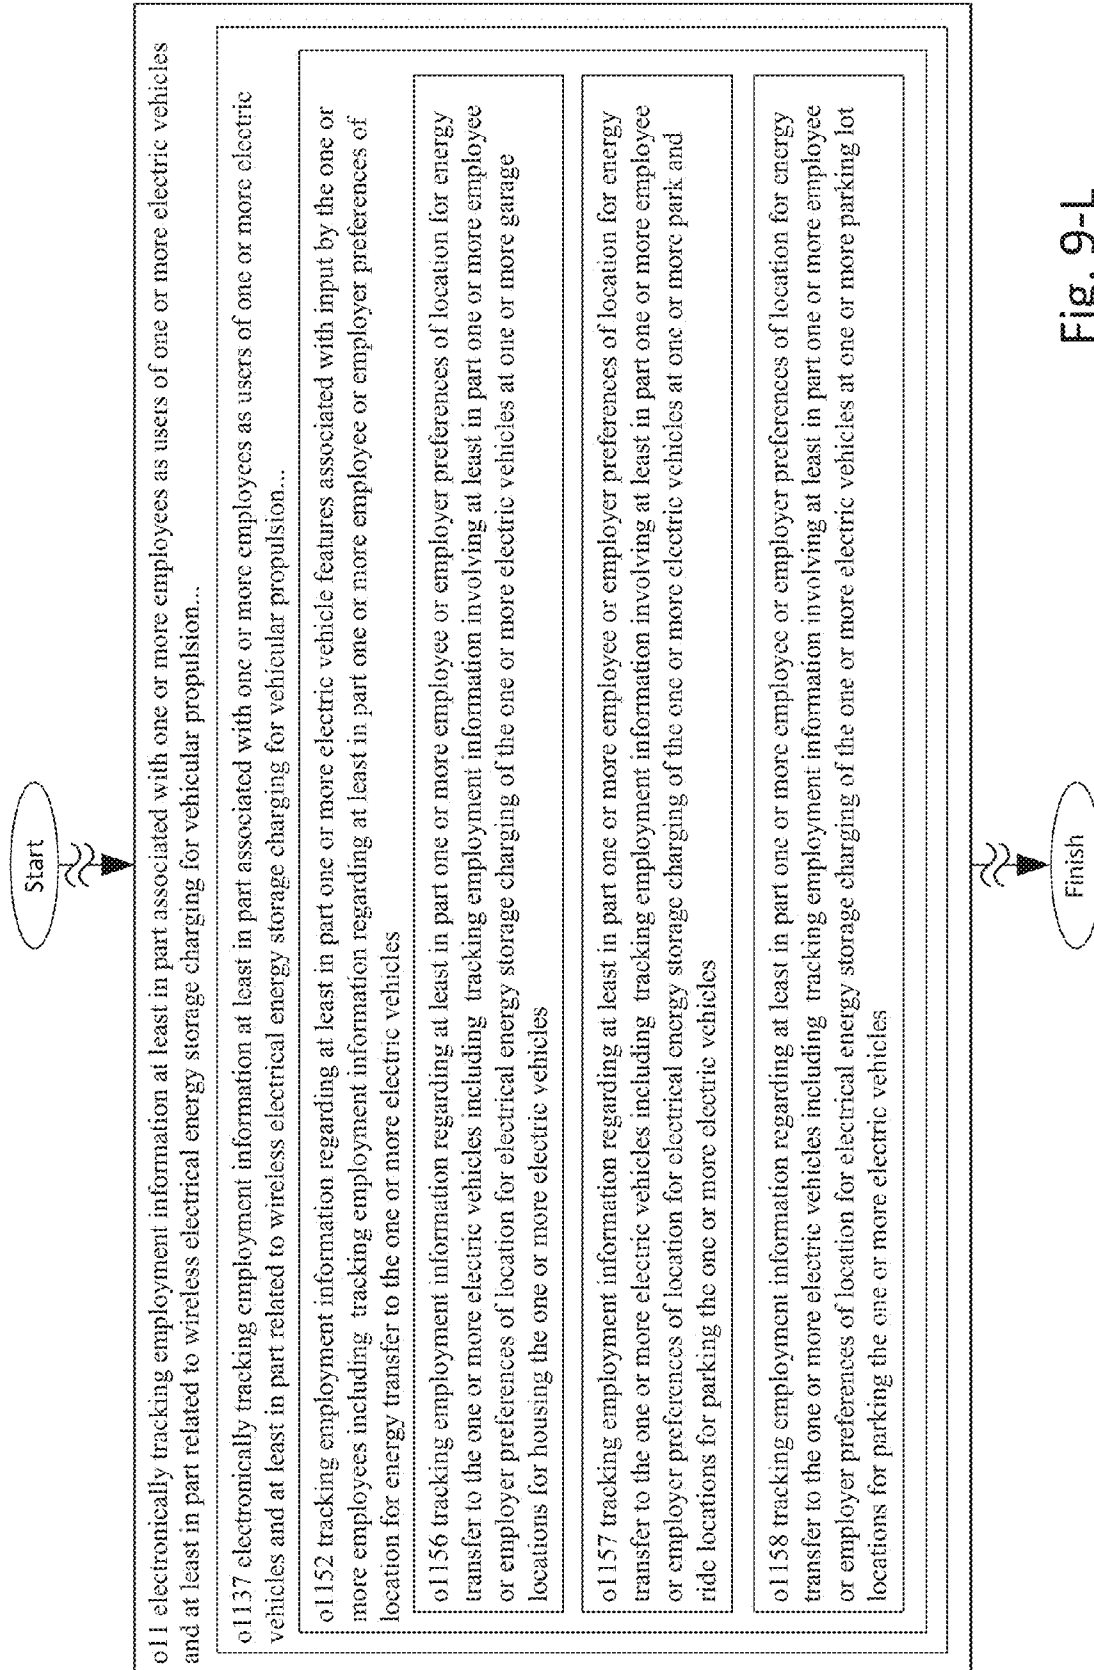 Start
o11 electronically tracking employment information at least in part associated with one or more employees as users of one or more electric vehicles
and at least in part related to wireless electrical energy storage charging for vehicular propulsion...
o1137 electronically tracking employment information at least in part associated with one or more employees as users of one or more electric
vehicles and at least in part related to wireless electrical energy storage charging for vehicular propulsion...
o1152 tracking employment information regarding at least in part one or more electric vehicle features associated with input by the one or
more employees including tracking employment information regarding at least in part one or more employee or employer preferences of
location for energy transfer to the one or more electric vehicles
o1156 tracking employment information regarding at least in part one or more employee or employer preferences of location for energy
transfer to the one or more electric vehicles including tracking employment information involving at least in part one or more employee
or employer preferences of location for electrical energy storage charging of the one or more electric vehicles at one or more garage
locations for housing the one or more electric vehicles
o1157 tracking employment information regarding at least in part one or more employee or employer preferences of location for energy
transfer to the one or more electric vehicles including tracking employment information involving at least in part one or more employee
or employer preferences of location for electrical energy storage charging of the one or more electric vehicles at one or more park and
ride locations for parking the one or more electric vehicles
o1158 tracking employment information regarding at least in part one or more employee or employer preferences of location for energy
transfer to the one or more electric vehicles including tracking employment information involving at least in part one or more employee
or employer preferences of location for electrical energy storage charging of the one or more electric vehicles at one or more parking lot
locations for parking the one or more electric vehicles
Finish
Fig. 9-L